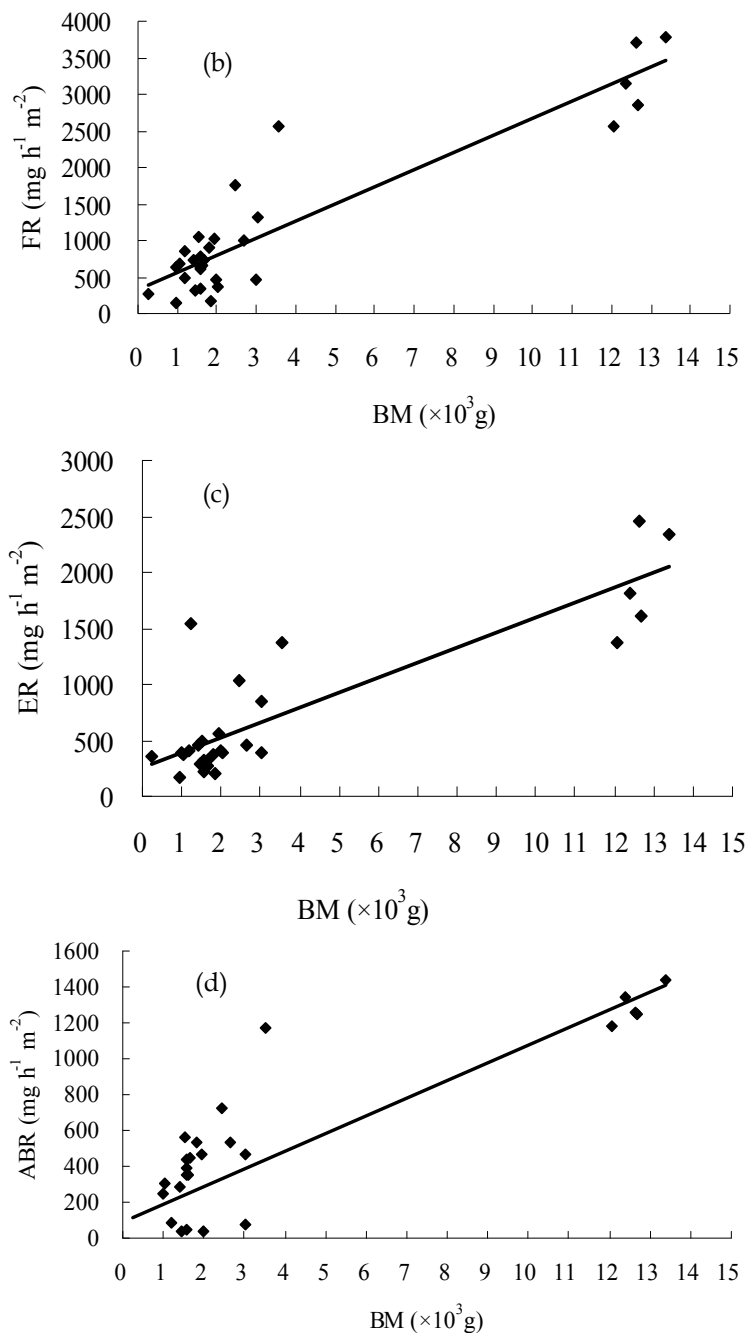 4000
(b)
3500
3000
2500
2000
1500
1000
500
0
FR (mg h⁻¹ m⁻²)
0 1 2 3 4 5 6 7 8 9 10 11 12 13 14 15
BM (×10³g)
3000
(c)
2500
2000
1500
1000
500
0
ER (mg h⁻¹ m⁻²)
0 1 2 3 4 5 6 7 8 9 10 11 12 13 14 15
BM (×10³g)
1600
(d)
1400
1200
1000
800
600
400
200
0
ABR (mg h⁻¹ m⁻²)
0 1 2 3 4 5 6 7 8 9 10 11 12 13 14 15
BM (×10³g)